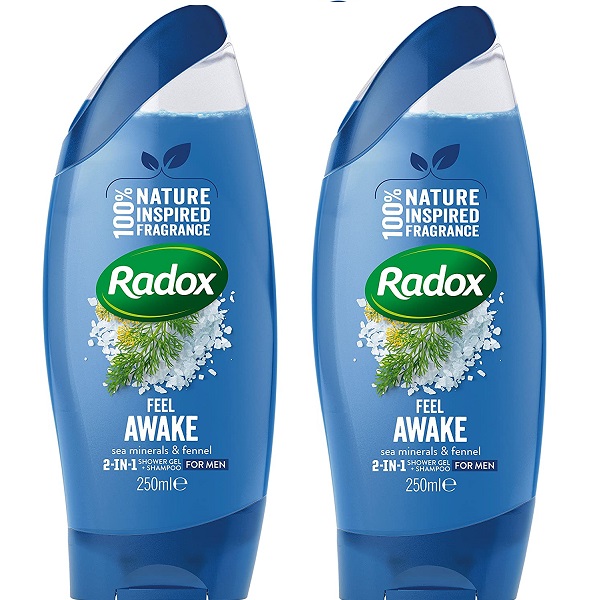 100%
NATURE
INSPIRED
FRAGRANCE
Radox
FEEL
AWAKE
sea minerals & fennel
2-IN-1 SHOWER GEL + SHAMPOO FOR MEN
250ml℮
100%
NATURE
INSPIRED
FRAGRANCE
Radox
FEEL
AWAKE
sea minerals & fennel
2-IN-1 SHOWER GEL + SHAMPOO FOR MEN
250ml℮